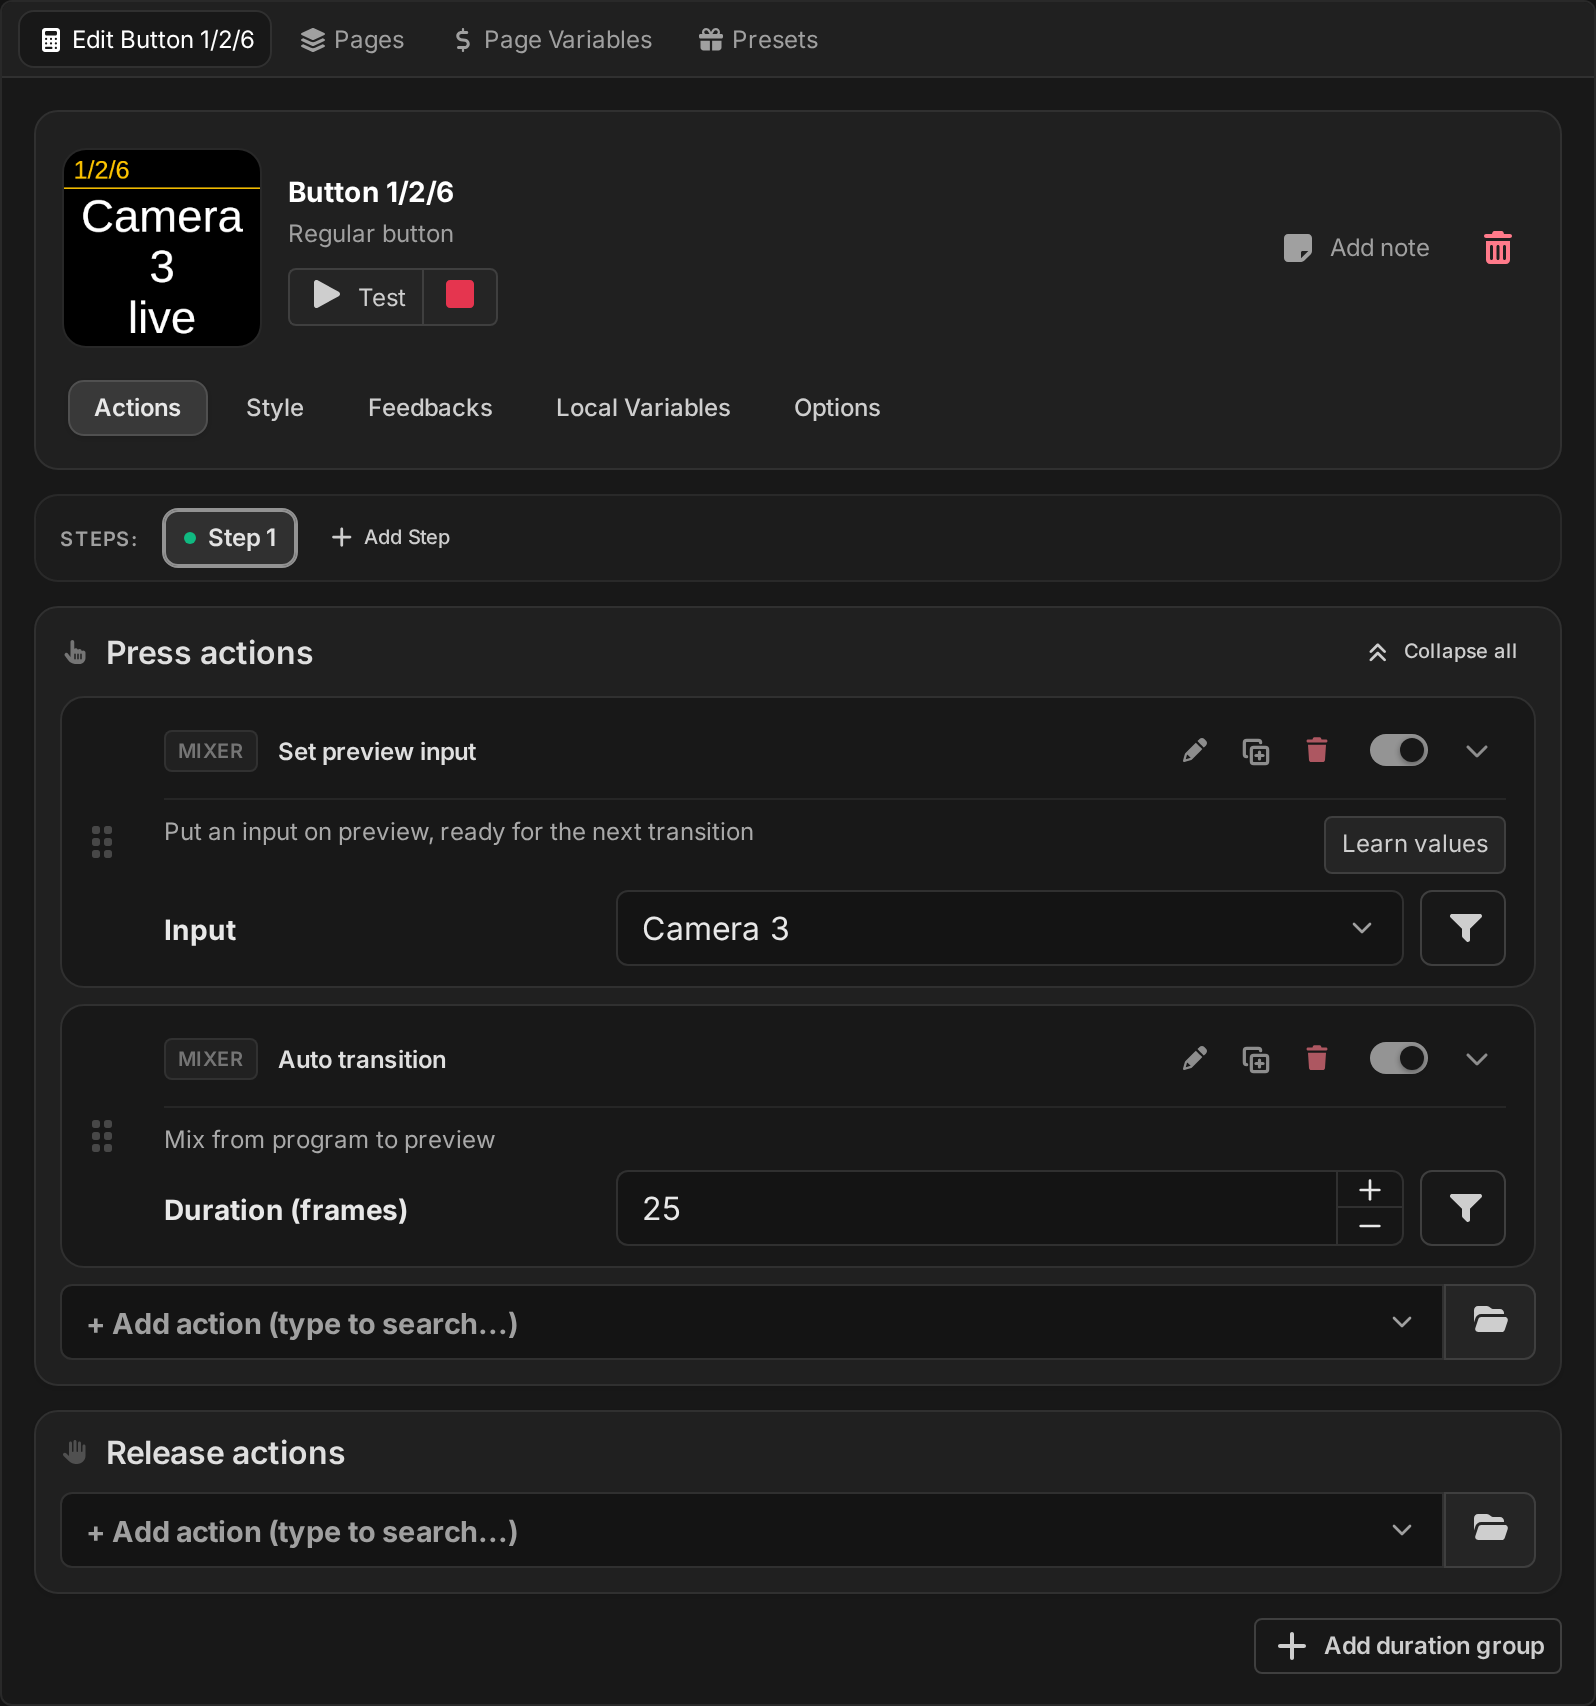 Edit Button 1/2/6
Pages
Page Variables
Presets
1/2/6
Camera
3
live
Button 1/2/6
Regular button
Test
Add note
Actions
Style
Feedbacks
Local Variables
Options
STEPS:
Step 1
Add Step
Press actions
Collapse all
MIXER
Set preview input
Put an input on preview, ready for the next transition
Learn values
Input
Camera 3
MIXER
Auto transition
Mix from program to preview
Duration (frames)
25
+ Add action (type to search...)
Release actions
+ Add action (type to search...)
Add duration group